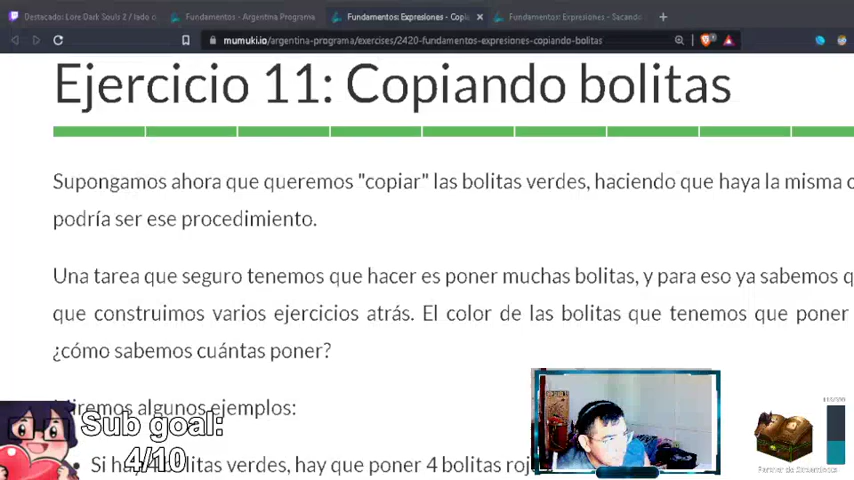 Destacado: Lore Dark Souls 2 / lado o
Fundamentos - Argentina Programa
Fundamentos: Expresiones - Copia
Fundamentos: Expresiones - Sacando
mumuki.io/argentina-programa/exercises/2420-fundamentos-expresiones-copiando-bolitas
Ejercicio 11: Copiando bolitas
Supongamos ahora que queremos "copiar" las bolitas verdes, haciendo que haya la misma
podría ser ese procedimiento.
Una tarea que seguro tenemos que hacer es poner muchas bolitas, y para eso ya sabemos
que construimos varios ejercicios atrás. El color de las bolitas que tenemos que poner
¿cómo sabemos cuántas poner?
Miremos algunos ejemplos:
Sub goal:
4/10
Si hay 4 bolitas verdes, hay que poner 4 bolitas